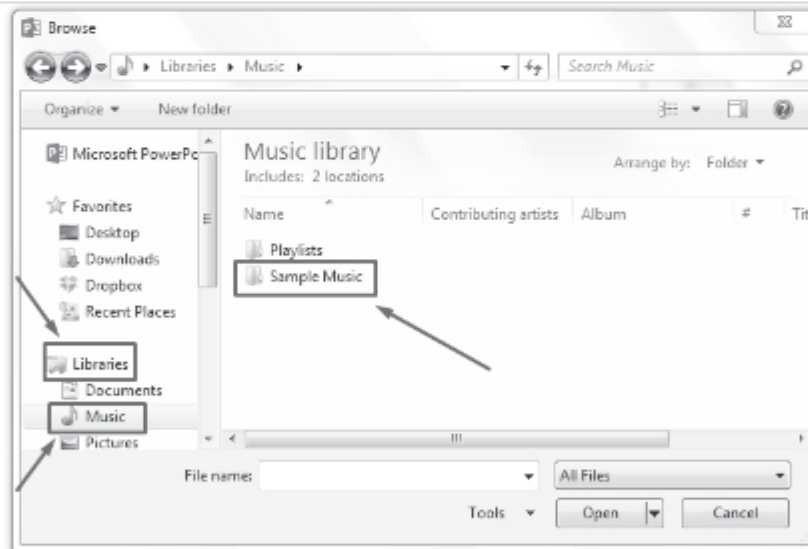 Browse
Libraries Music
Search Music
Organize
New folder
Microsoft PowerPc
Favorites
Desktop
Downloads
Dropbox
Recent Places
Libraries
Documents
Music
Pictures
Music library
Includes: 2 locations
Arrange by: Folder
Name Contributing artists Album # Tit
Playlists
Sample Music
File name:
All Files
Tools
Open
Cancel